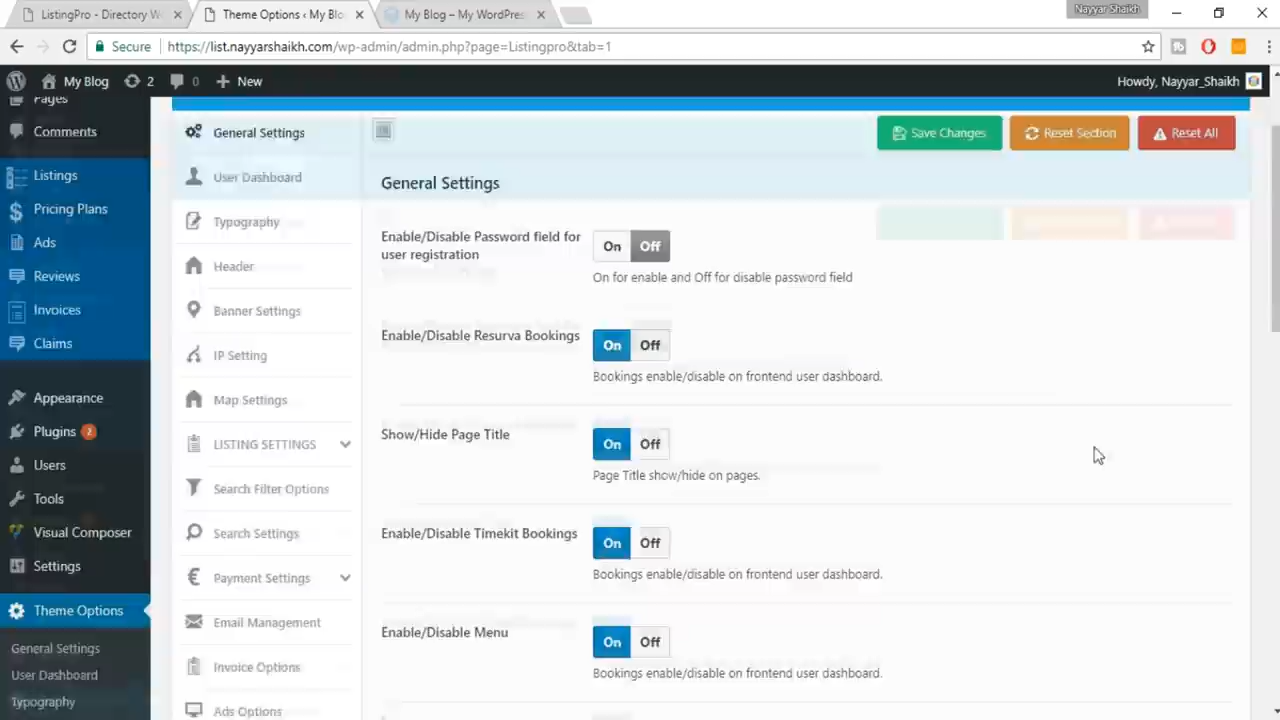 ListingPro - Directory W
Theme Options ‹ My Blo
My Blog – My WordPres
Nayyar Shaikh
Secure
https://list.nayyarshaikh.com/wp-admin/admin.php?page=Listingpro&tab=1
My Blog
2
0
New
Howdy, Nayyar_Shaikh
Pages
Comments
Listings
Pricing Plans
Ads
Reviews
Invoices
Claims
Appearance
Plugins 2
Users
Tools
Visual Composer
Settings
Theme Options
General Settings
User Dashboard
Typography
General Settings
User Dashboard
Typography
Header
Banner Settings
IP Setting
Map Settings
LISTING SETTINGS
Search Filter Options
Search Settings
Payment Settings
Email Management
Invoice Options
Ads Options
Save Changes
Reset Section
Reset All
General Settings
Enable/Disable Password field for
user registration
On Off
On for enable and Off for disable password field
Enable/Disable Resurva Bookings
On Off
Bookings enable/disable on frontend user dashboard.
Show/Hide Page Title
On Off
Page Title show/hide on pages.
Enable/Disable Timekit Bookings
On Off
Bookings enable/disable on frontend user dashboard.
Enable/Disable Menu
On Off
Bookings enable/disable on frontend user dashboard.